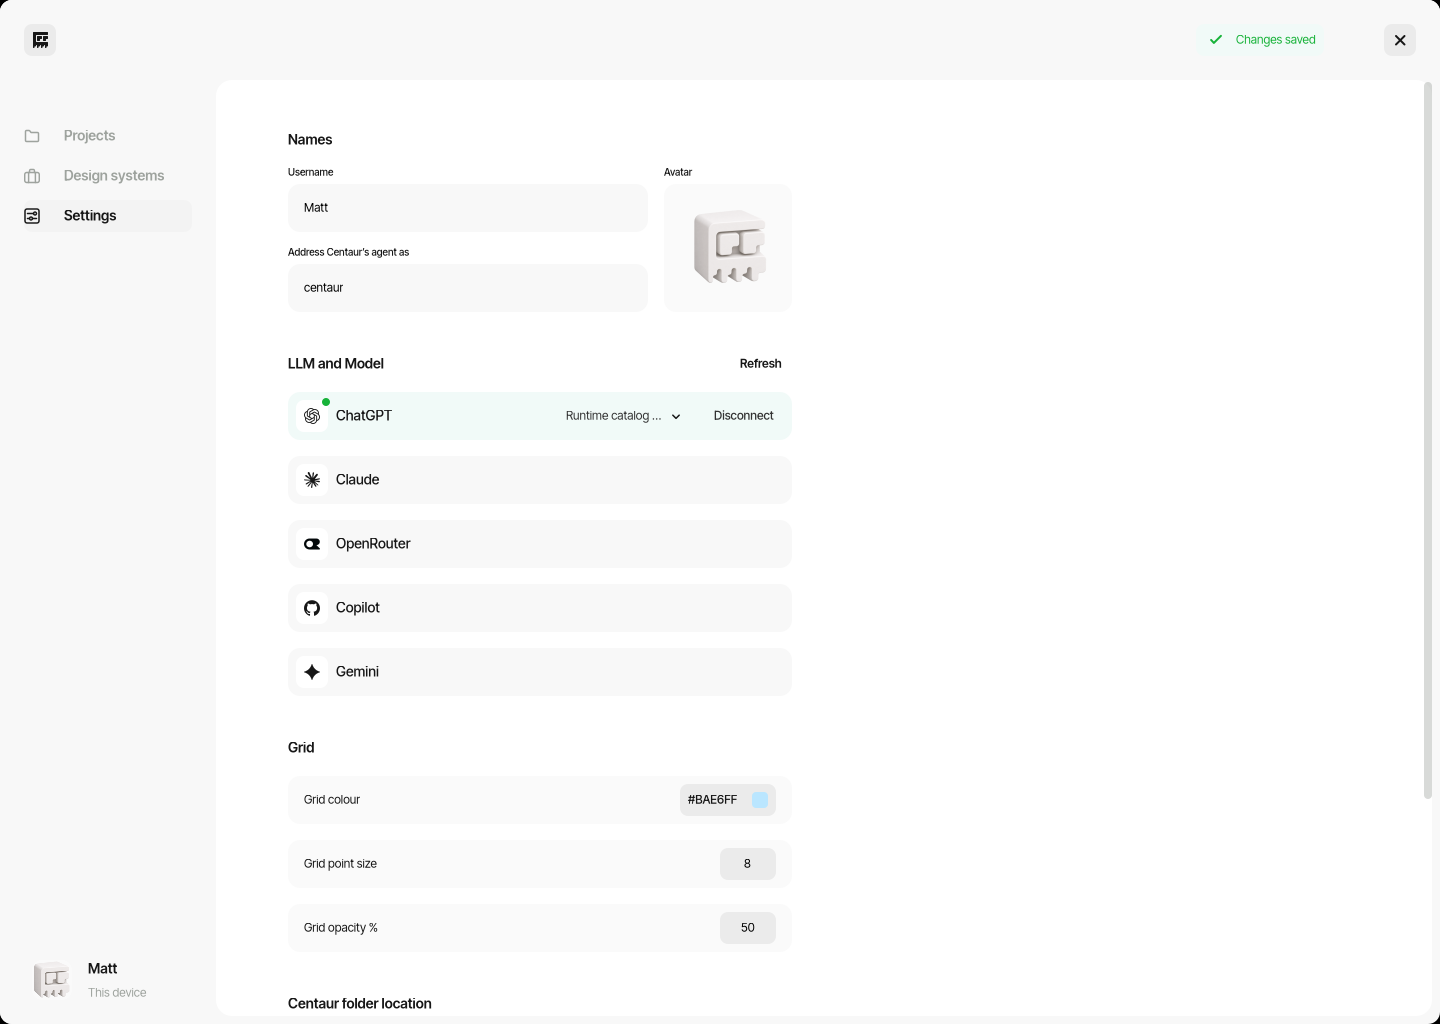 Changes saved
Projects
Design systems
Settings
Names
Username
Avatar
Matt
Address Centaur's agent as
centaur
LLM and Model
Refresh
ChatGPT
Runtime catalog ...
Disconnect
Claude
OpenRouter
Copilot
Gemini
Grid
Grid colour
#BAE6FF
Grid point size
8
Grid opacity %
50
Centaur folder location
Matt
This device